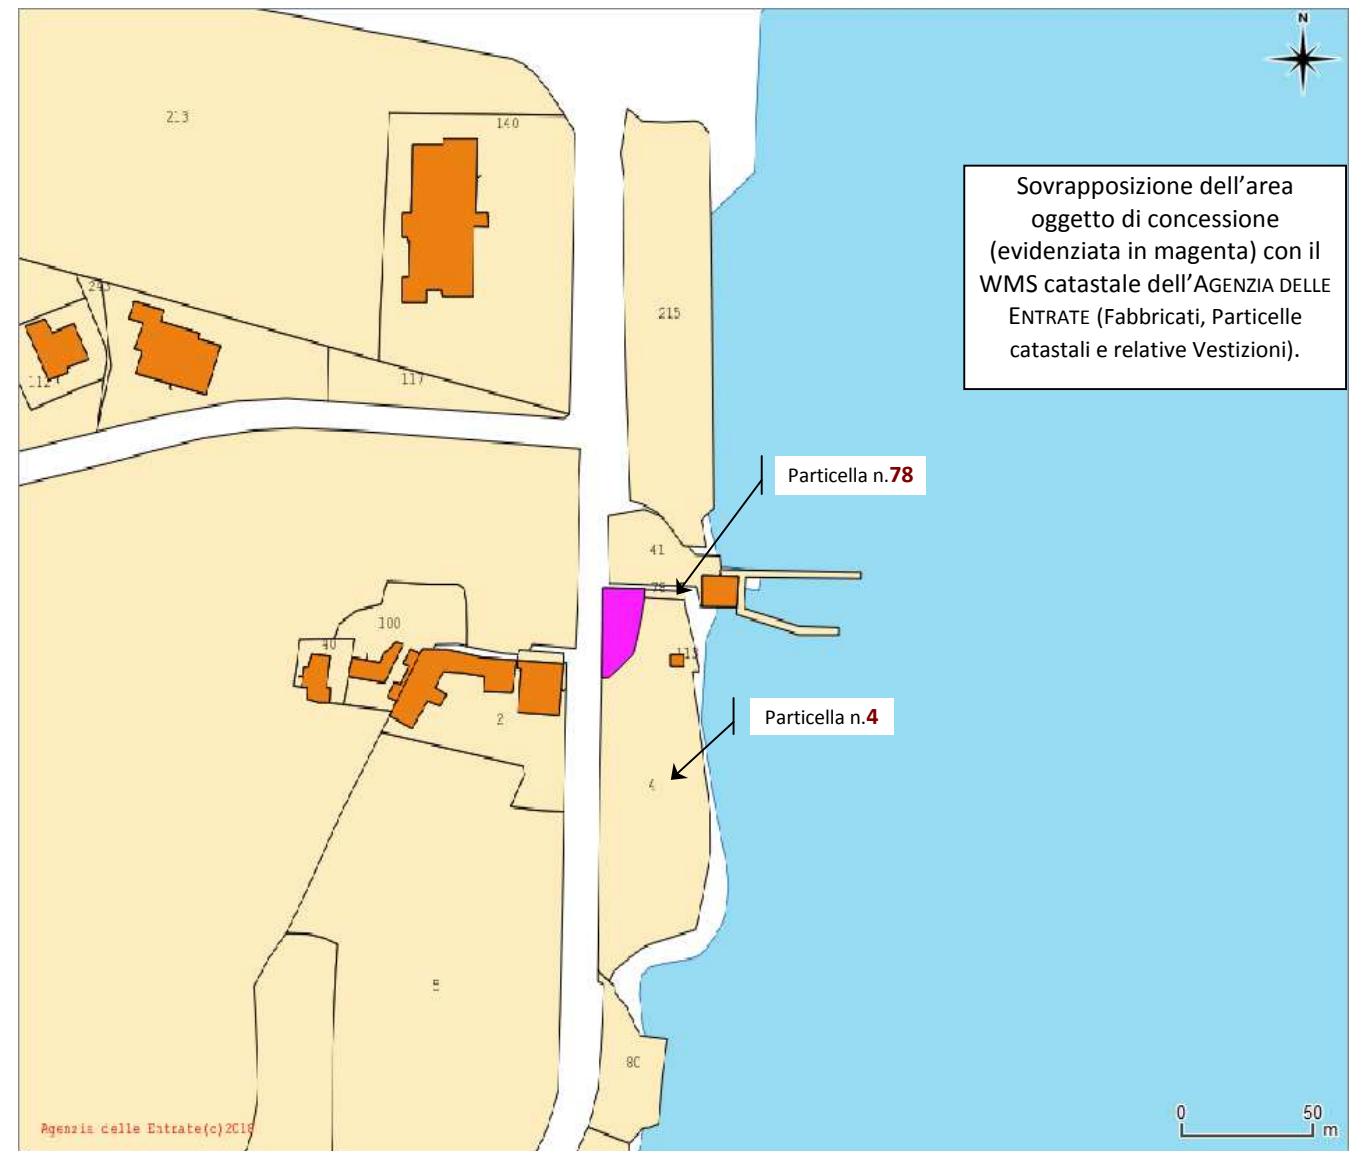 N
213
140
Sovrapposizione dell’area
oggetto di concessione
(evidenziata in magenta) con il
WMS catastale dell’AGENZIA DELLE
ENTRATE (Fabbricati, Particelle
catastali e relative Vestizioni).
243
215
112
117
Particella n.78
41
78
100
40
113
2
Particella n.4
4
5
80
0 50
m
Agenzia delle Entrate(c)2018